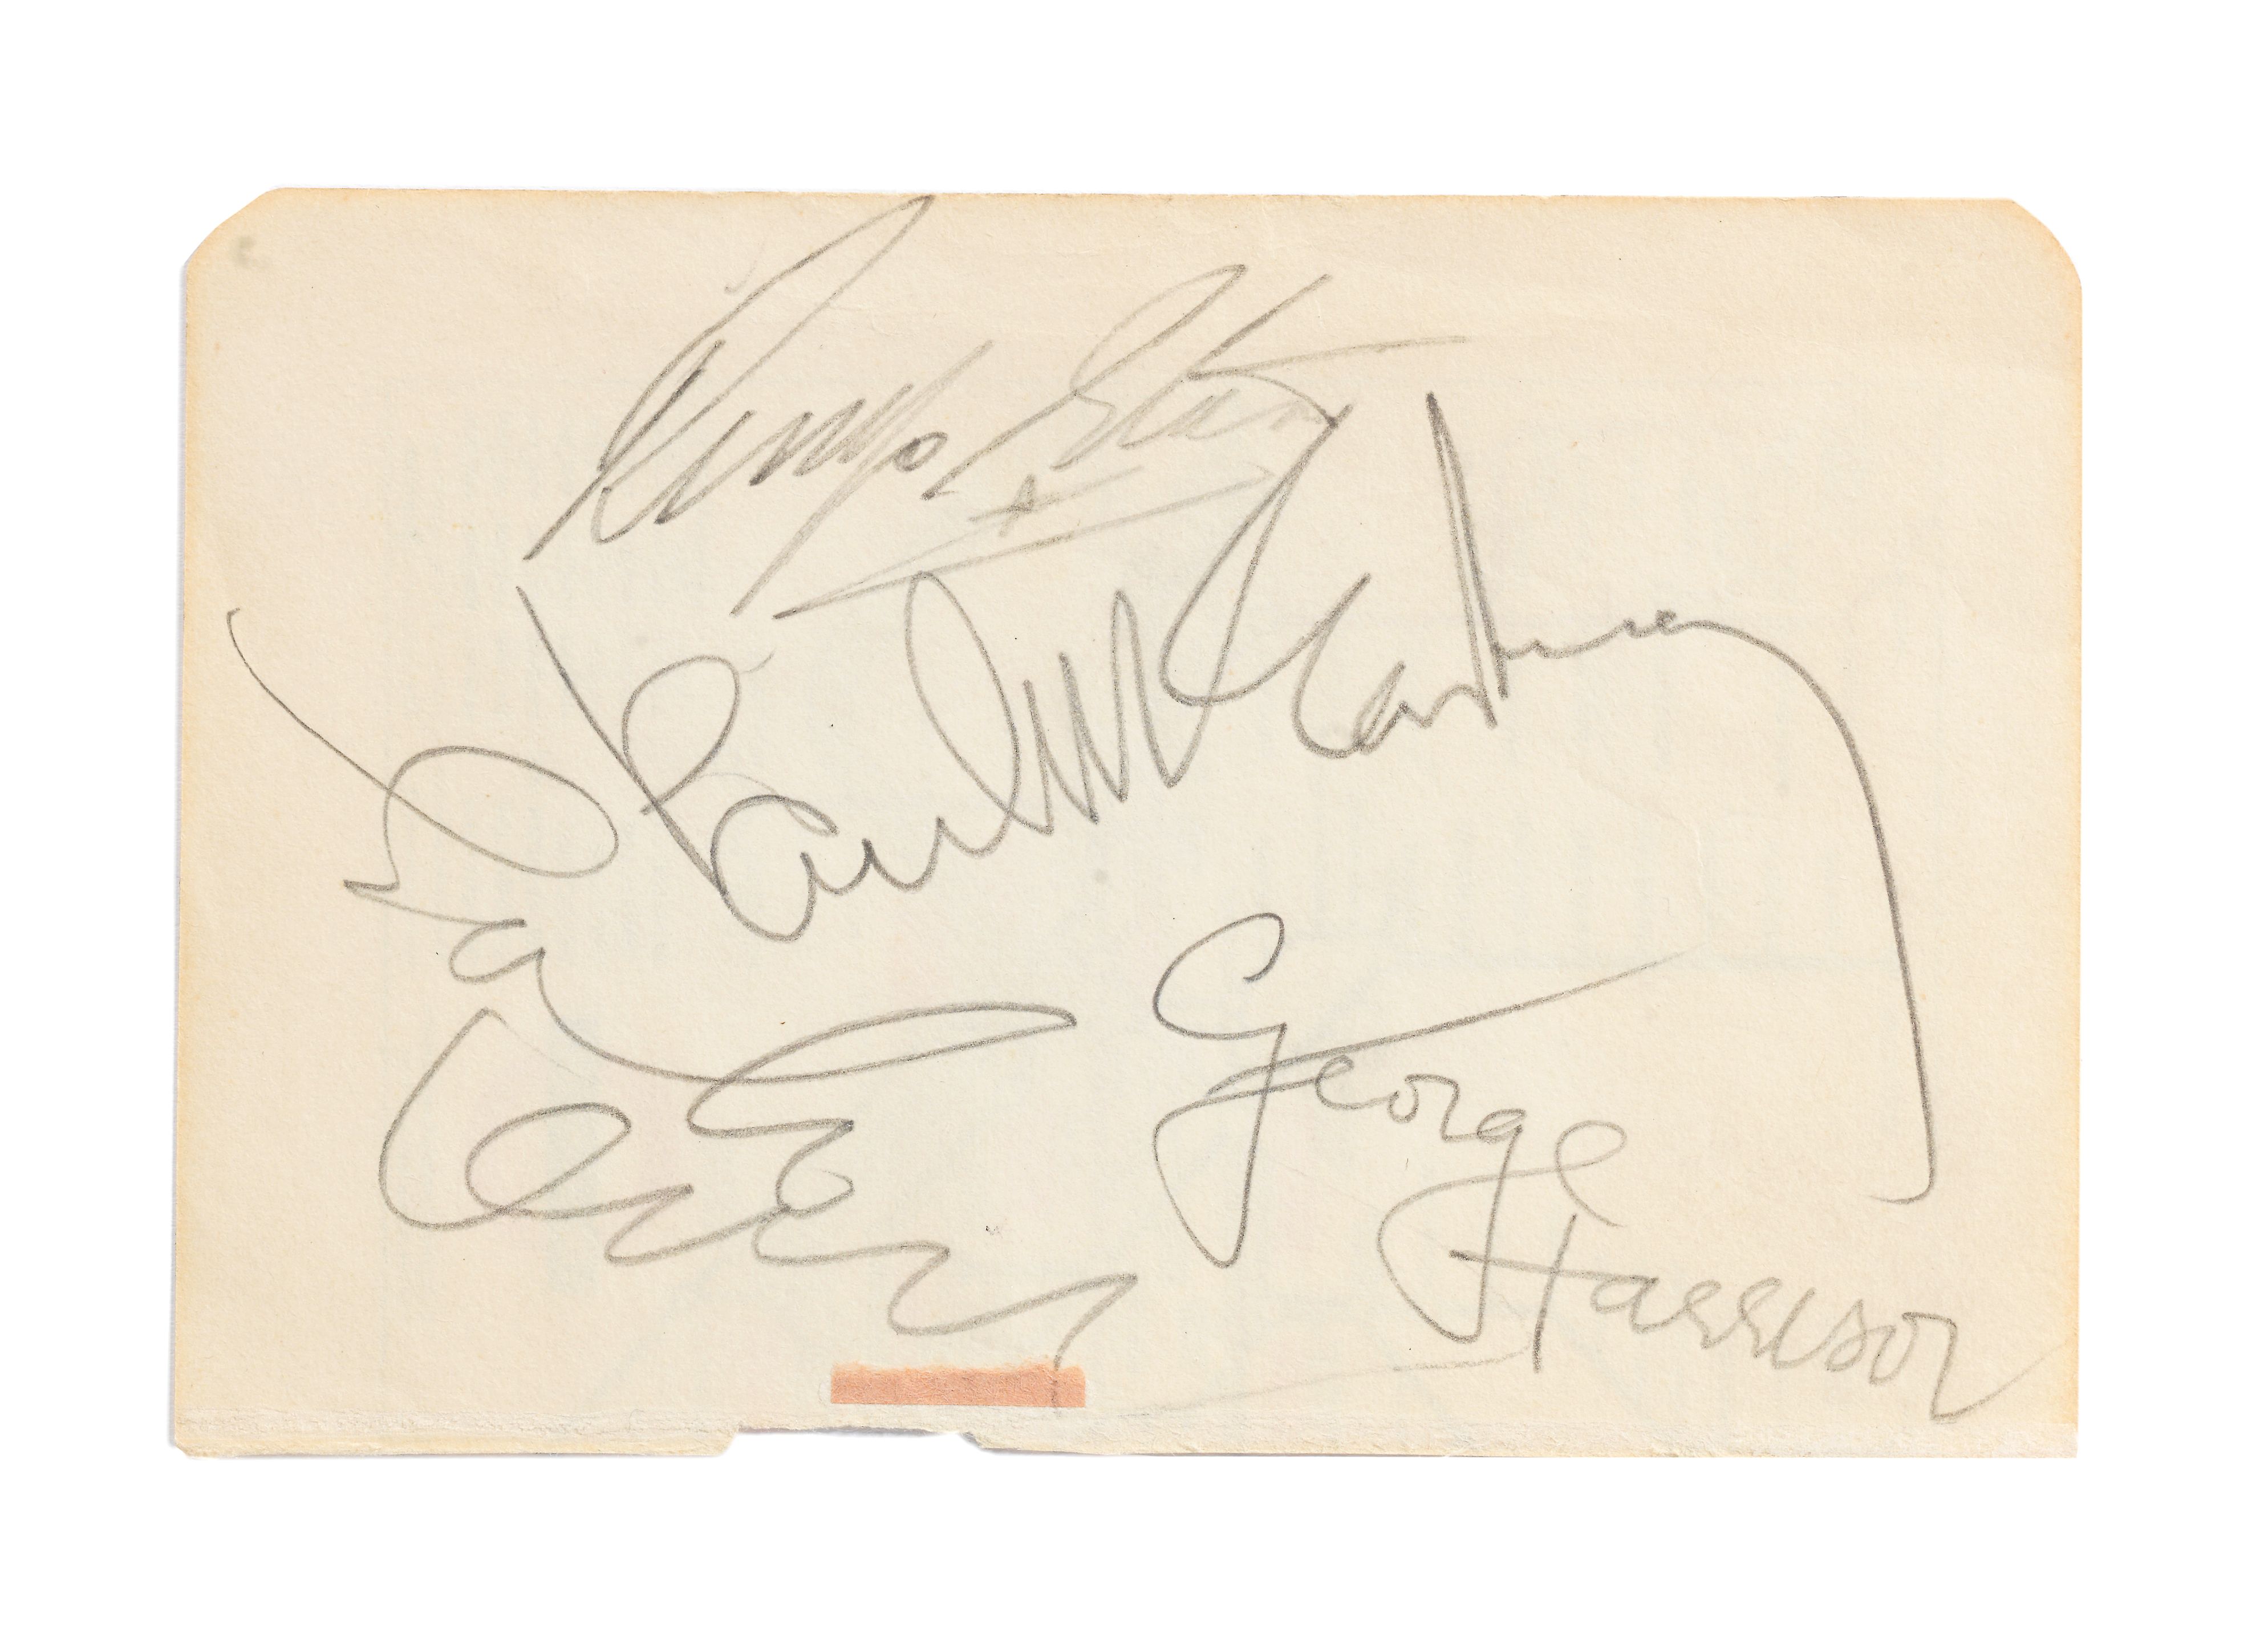 Ringo Starr
x
Paul McCartney
George
Harrison